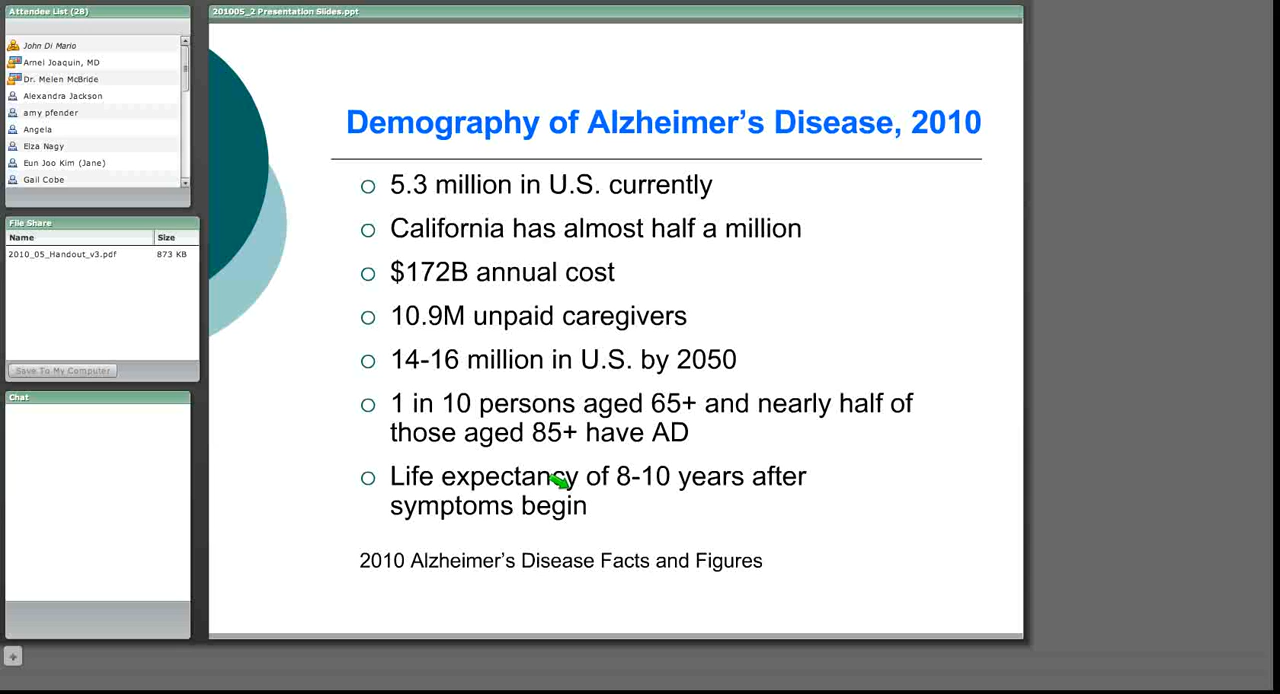 Attendee List (28)
John Di Mario
Arnel Joaquin, MD
Dr. Melen McBride
Alexandra Jackson
amy pfender
Angela
Elza Nagy
Eun Joo Kim (Jane)
Gail Cobe
File Share
Name Size
2010_05_Handout_v3.pdf 873 KB
Save To My Computer
Chat
201005_2 Presentation Slides.ppt
Demography of Alzheimer's Disease, 2010
5.3 million in U.S. currently
California has almost half a million
$172B annual cost
10.9M unpaid caregivers
14-16 million in U.S. by 2050
1 in 10 persons aged 65+ and nearly half of
those aged 85+ have AD
Life expectancy of 8-10 years after
symptoms begin
2010 Alzheimer's Disease Facts and Figures